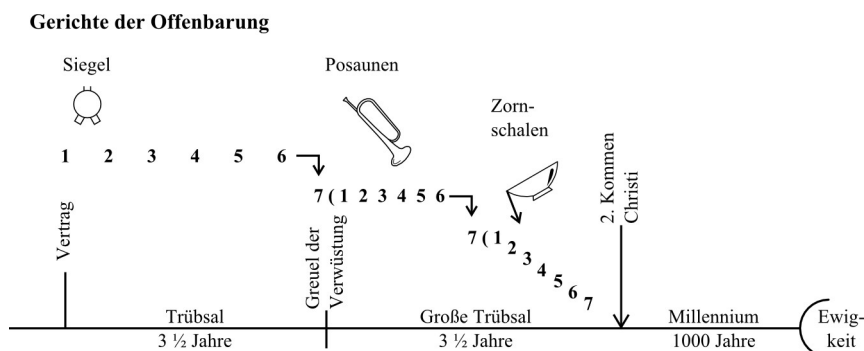 Gerichte der Offenbarung
Siegel
Posaunen
Zorn-
schalen
1 2 3 4 5 6
7 ( 1 2 3 4 5 6
7 ( 1 2 3 4 5 6 7
Vertrag
Greuel der
Verwüstung
2. Kommen
Christi
Trübsal
3 ½ Jahre
Große Trübsal
3 ½ Jahre
Millennium
1000 Jahre
Ewig-
keit